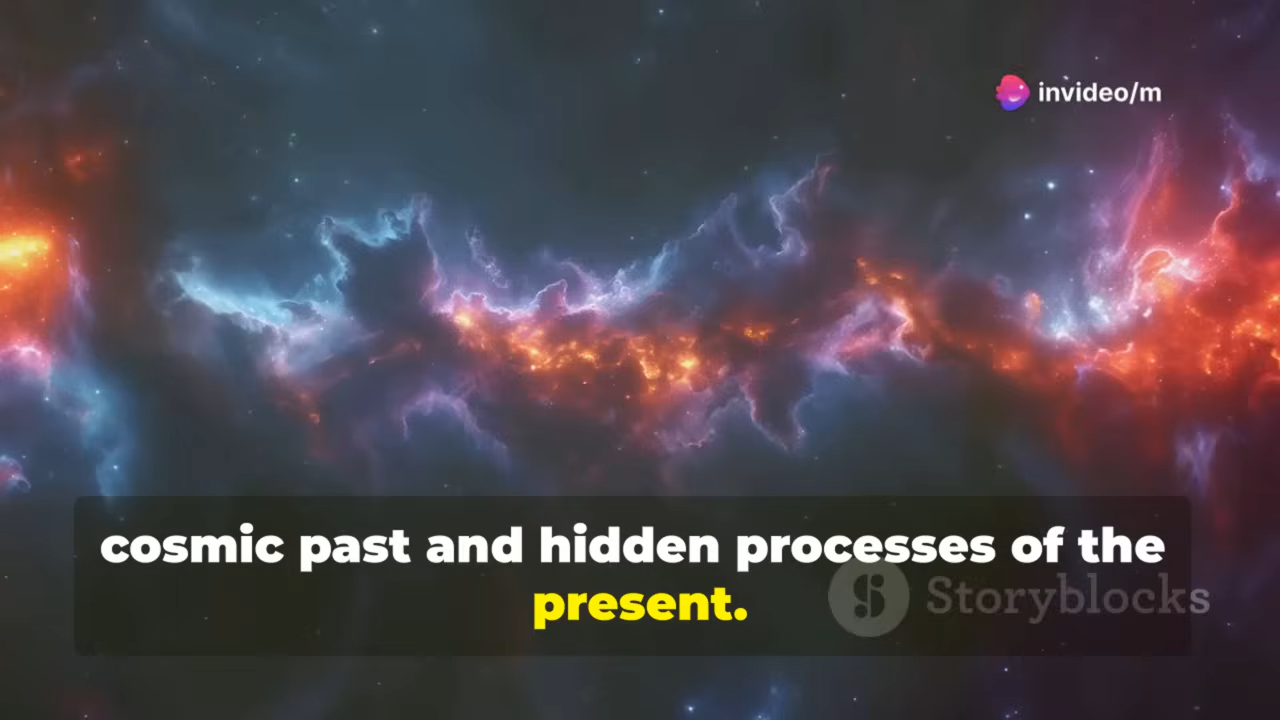 invideo/m
cosmic past and hidden processes of the
present.
Storyblocks